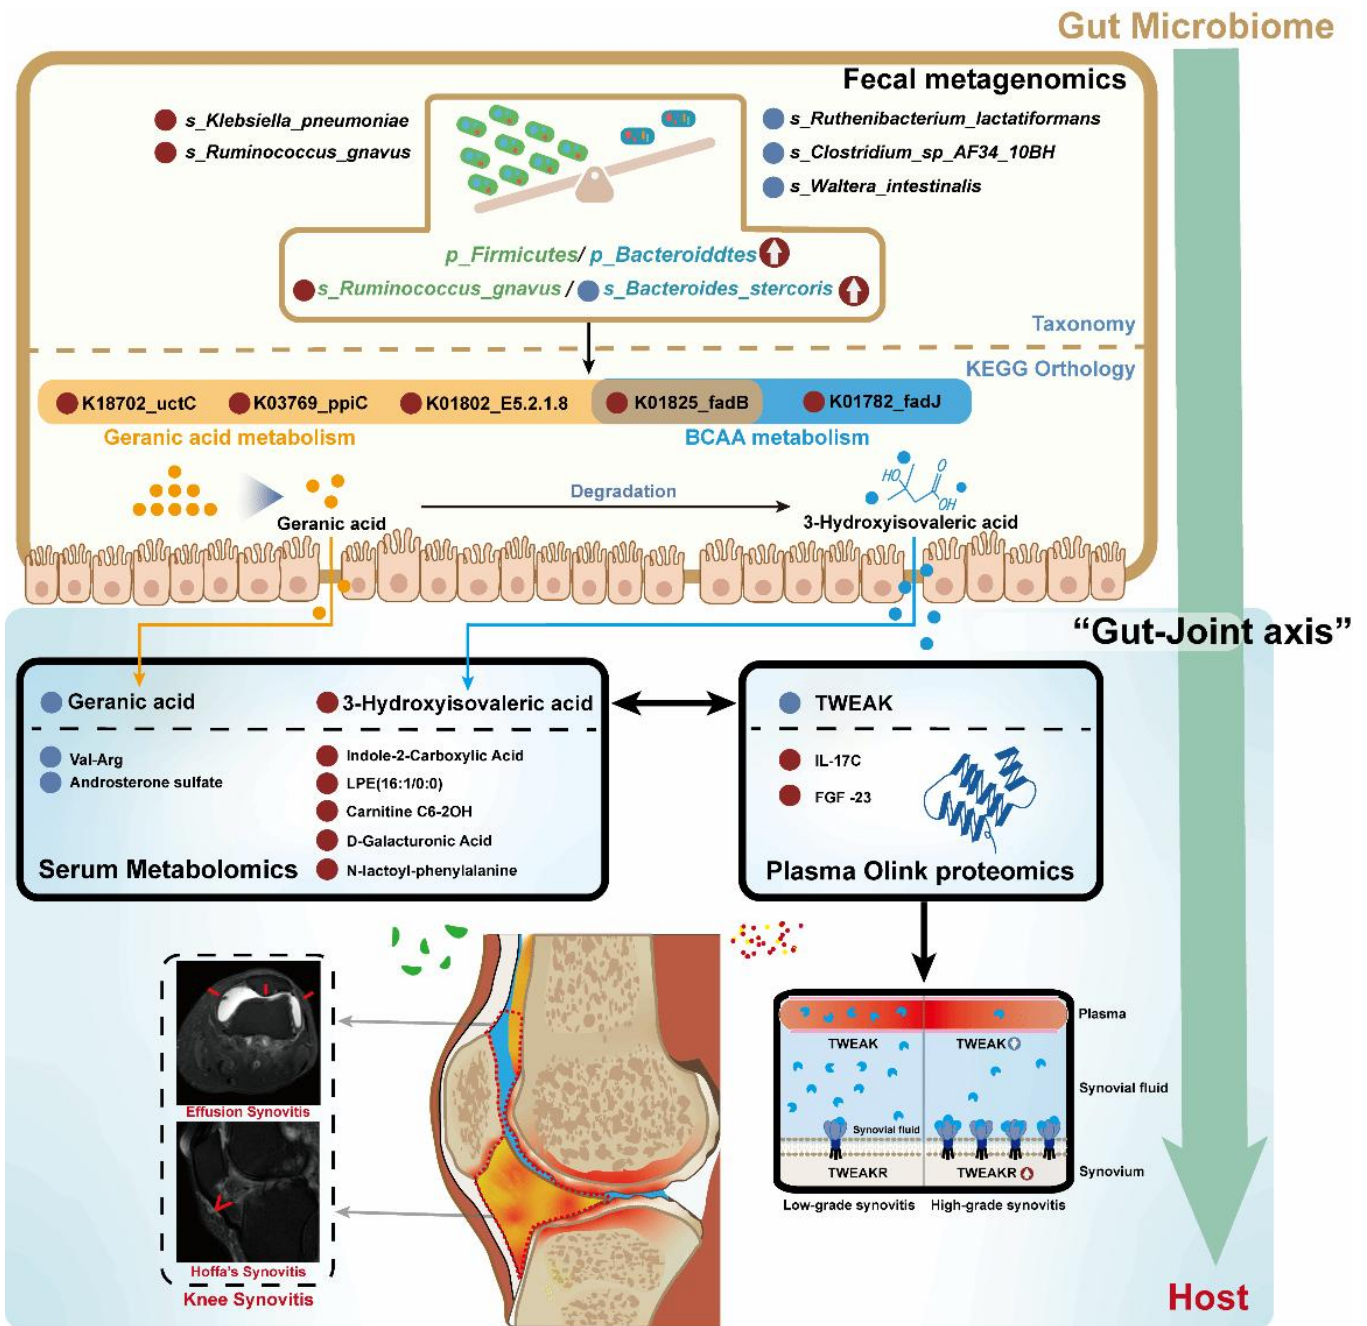 Gut Microbiome
Fecal metagenomics
s_Klebsiella_pneumoniae
s_Ruminococcus_gnavus
s_Ruthenibacterium_lactatiformans
s_Clostridium_sp_AF34_10BH
s_Waltera_intestinalis
p_Firmicutes/ p_Bacteroiddtes
s_Ruminococcus_gnavus / s_Bacteroides_stercoris
Taxonomy
KEGG Orthology
K18702_uctC K03769_ppiC K01802_E5.2.1.8 K01825_fadB K01782_fadJ
Geranic acid metabolism BCAA metabolism
Degradation
HO O OH
Geranic acid
3-Hydroxyisovaleric acid
“Gut-Joint axis”
Geranic acid
3-Hydroxyisovaleric acid
Val-Arg
Androsterone sulfate
Indole-2-Carboxylic Acid
LPE(16:1/0:0)
Carnitine C6-2OH
D-Galacturonic Acid
N-lactoyl-phenylalanine
Serum Metabolomics
TWEAK
IL-17C
FGF -23
Plasma Olink proteomics
Effusion Synovitis
Hoffa's Synovitis
Knee Synovitis
Plasma
TWEAK TWEAK
Synovial fluid
Synovial fluid
TWEAKR TWEAKR
Synovium
Low-grade synovitis High-grade synovitis
Host